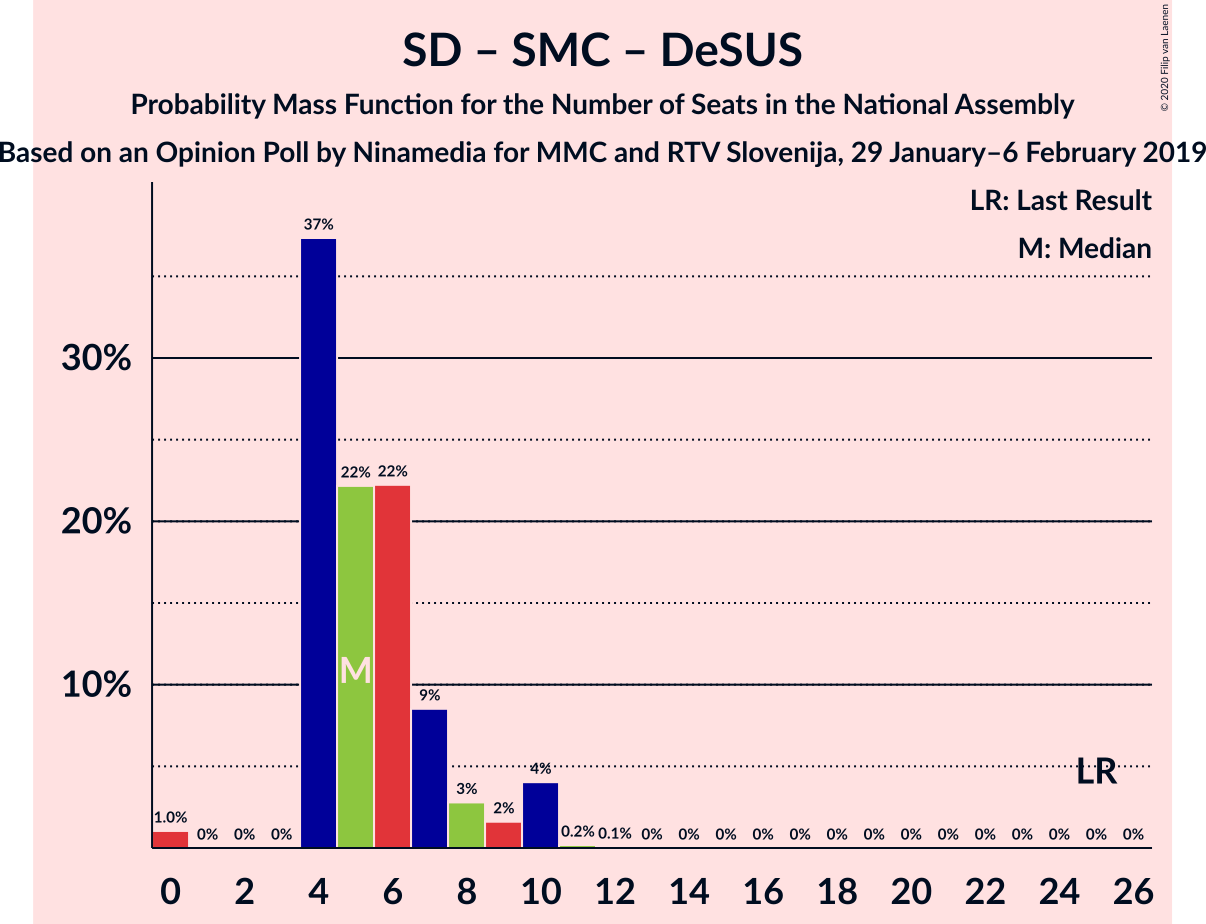 SD – SMC – DeSUS
Probability Mass Function for the Number of Seats in the National Assembly
Based on an Opinion Poll by Ninamedia for MMC and RTV Slovenija, 29 January–6 February 2019
© 2020 Filip van Laenen
LR: Last Result
M: Median
37%
30%
22% 22%
20%
M
10%
9%
4%
LR
3%
2%
1.0% 0% 0% 0% 0.2% 0.1% 0% 0% 0% 0% 0% 0% 0% 0% 0% 0% 0% 0% 0% 0%
0 2 4 6 8 10 12 14 16 18 20 22 24 26